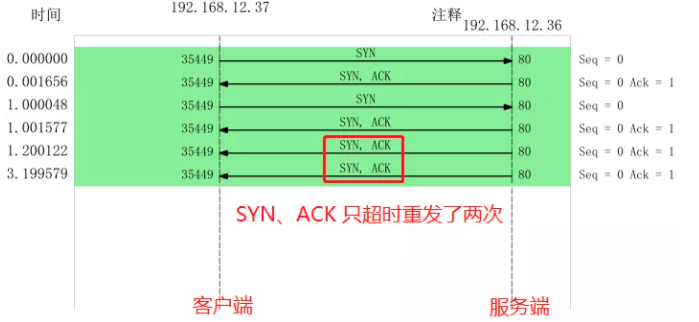 时间 192.168.12.37 注释
192.168.12.36
0.000000 35449 SYN 80 Seq = 0
0.001656 35449 SYN, ACK 80 Seq = 0 Ack = 1
1.000048 35449 SYN 80 Seq = 0
1.001577 35449 SYN, ACK 80 Seq = 0 Ack = 1
1.200122 35449 SYN, ACK 80 Seq = 0 Ack = 1
3.199579 35449 SYN, ACK 80 Seq = 0 Ack = 1
SYN、ACK 只超时重发了两次
客户端 服务端